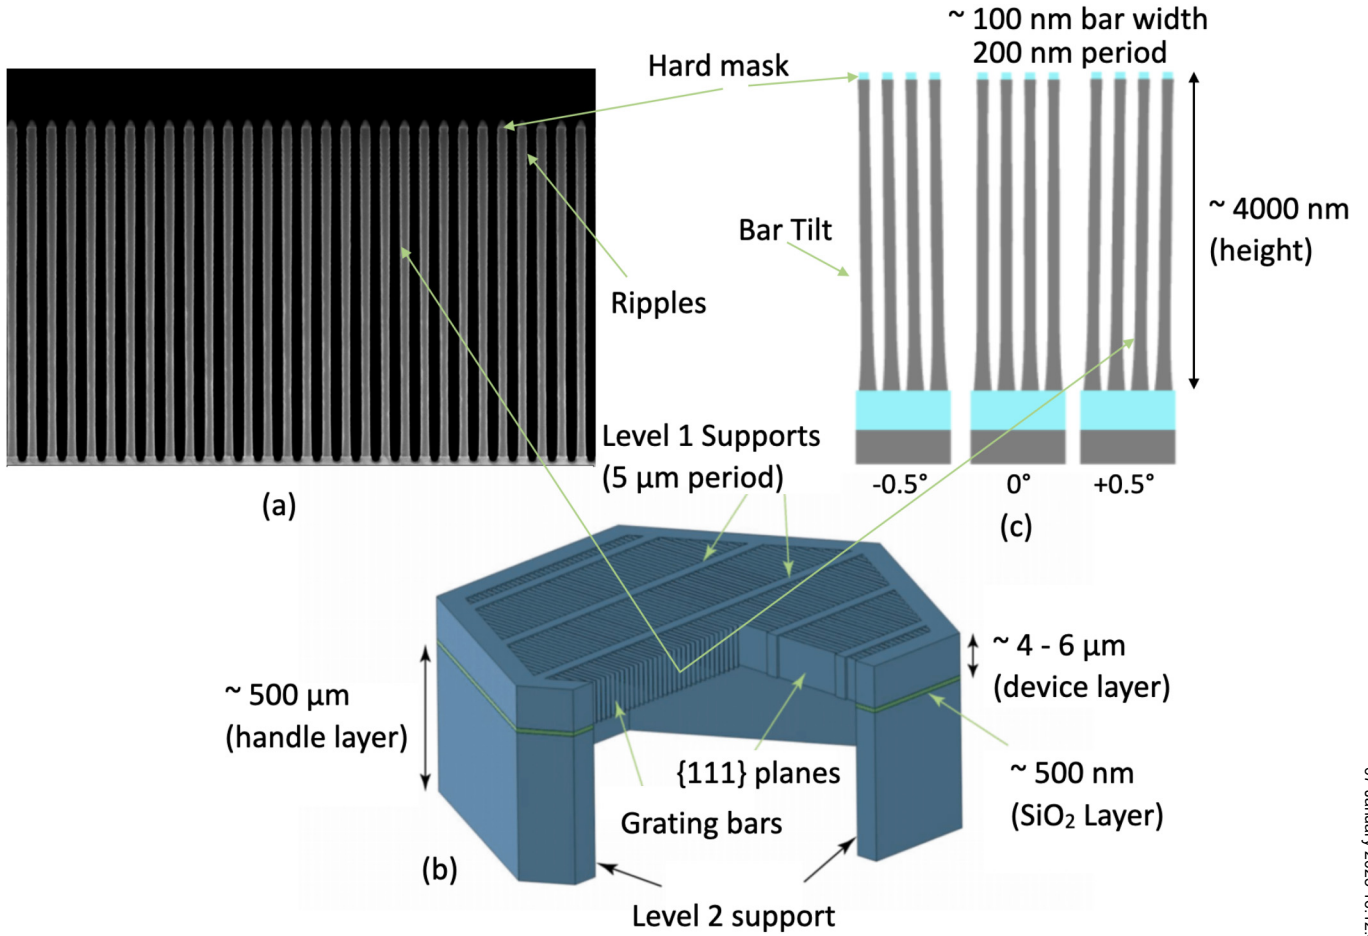 ~ 100 nm bar width
200 nm period
Hard mask
~ 4000 nm
(height)
Bar Tilt
Ripples
Level 1 Supports
(5 µm period)
-0.5°
0°
+0.5°
(a)
(c)
~ 4 - 6 µm
(device layer)
~ 500 µm
(handle layer)
{111} planes
~ 500 nm
(SiO₂ Layer)
Grating bars
(b)
Level 2 support